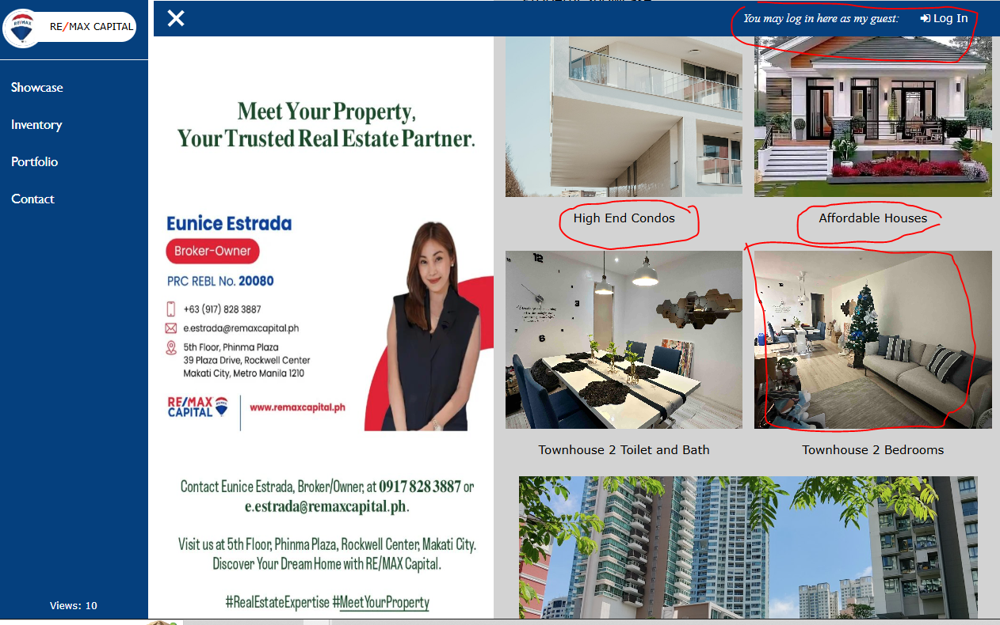 RE/MAX
RE/MAX CAPITAL
You may log in here as my guest:
Log In
Showcase
Inventory
Portfolio
Contact
Views: 10
Meet Your Property,
Your Trusted Real Estate Partner.
Eunice Estrada
Broker-Owner
PRC REBL No. 20080
+63 (917) 828 3887
e.estrada@remaxcapital.ph
5th Floor, Phinma Plaza
39 Plaza Drive, Rockwell Center
Makati City, Metro Manila 1210
RE/MAX
CAPITAL
www.remaxcapital.ph
Contact Eunice Estrada, Broker/Owner, at 0917 828 3887 or
e.estrada@remaxcapital.ph.
Visit us at 5th Floor, Phinma Plaza, Rockwell Center, Makati City.
Discover Your Dream Home with RE/MAX Capital.
#RealEstateExpertise #MeetYourProperty
High End Condos
Affordable Houses
12
3
6
Townhouse 2 Toilet and Bath
Townhouse 2 Bedrooms